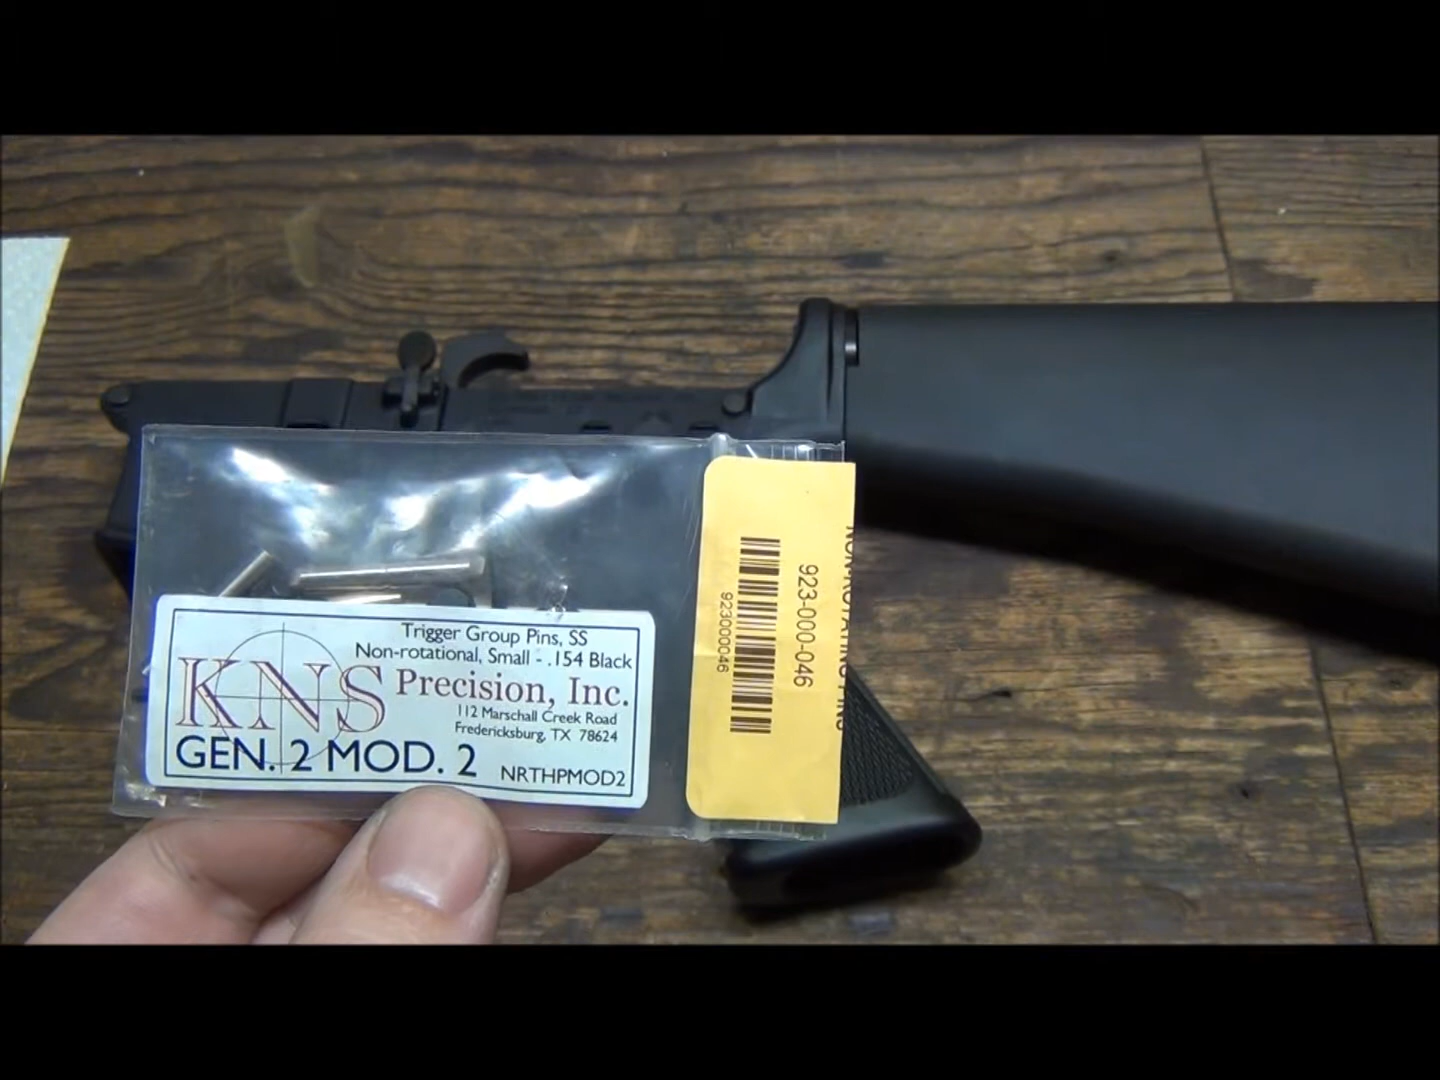 Trigger Group Pins, SS
Non-rotational, Small - .154 Black
KNS Precision, Inc.
112 Marschall Creek Road
Fredericksburg, TX 78624
GEN. 2 MOD. 2 NRTHPMOD2
923000046
923-000-046